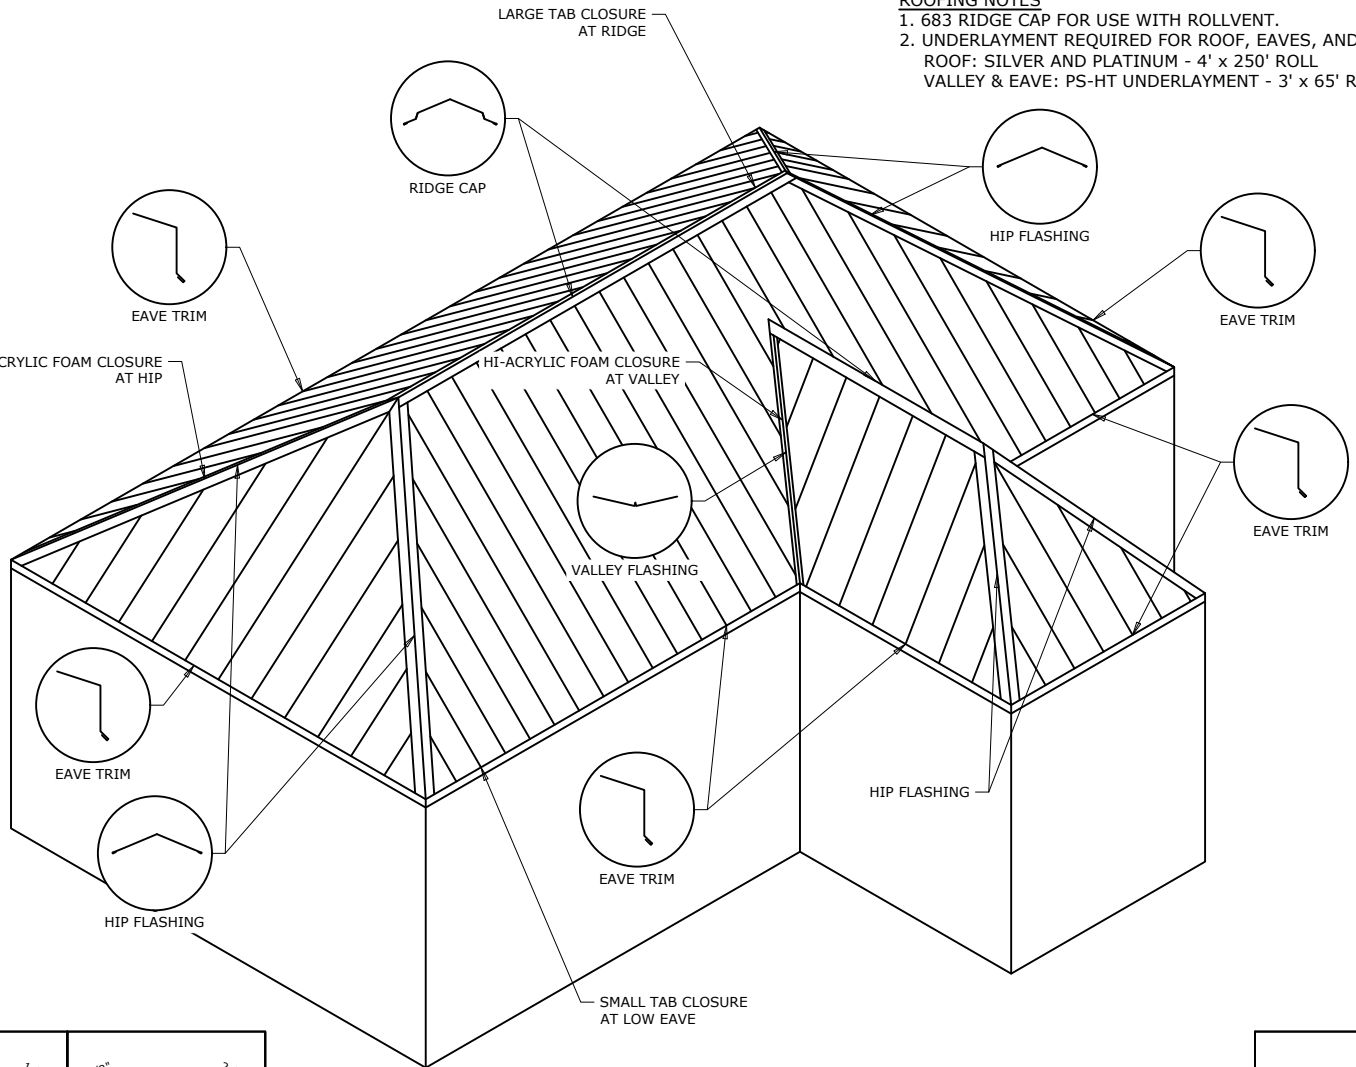 ROOFING NOTES
1. 683 RIDGE CAP FOR USE WITH ROLLVENT.
2. UNDERLAYMENT REQUIRED FOR ROOF, EAVES, AND
ROOF: SILVER AND PLATINUM - 4' x 250' ROLL
VALLEY & EAVE: PS-HT UNDERLAYMENT - 3' x 65' R
LARGE TAB CLOSURE
AT RIDGE
RIDGE CAP
HIP FLASHING
EAVE TRIM
EAVE TRIM
CRYLIC FOAM CLOSURE
AT HIP
HI-ACRYLIC FOAM CLOSURE
AT VALLEY
VALLEY FLASHING
EAVE TRIM
EAVE TRIM
HIP FLASHING
EAVE TRIM
HIP FLASHING
SMALL TAB CLOSURE
AT LOW EAVE